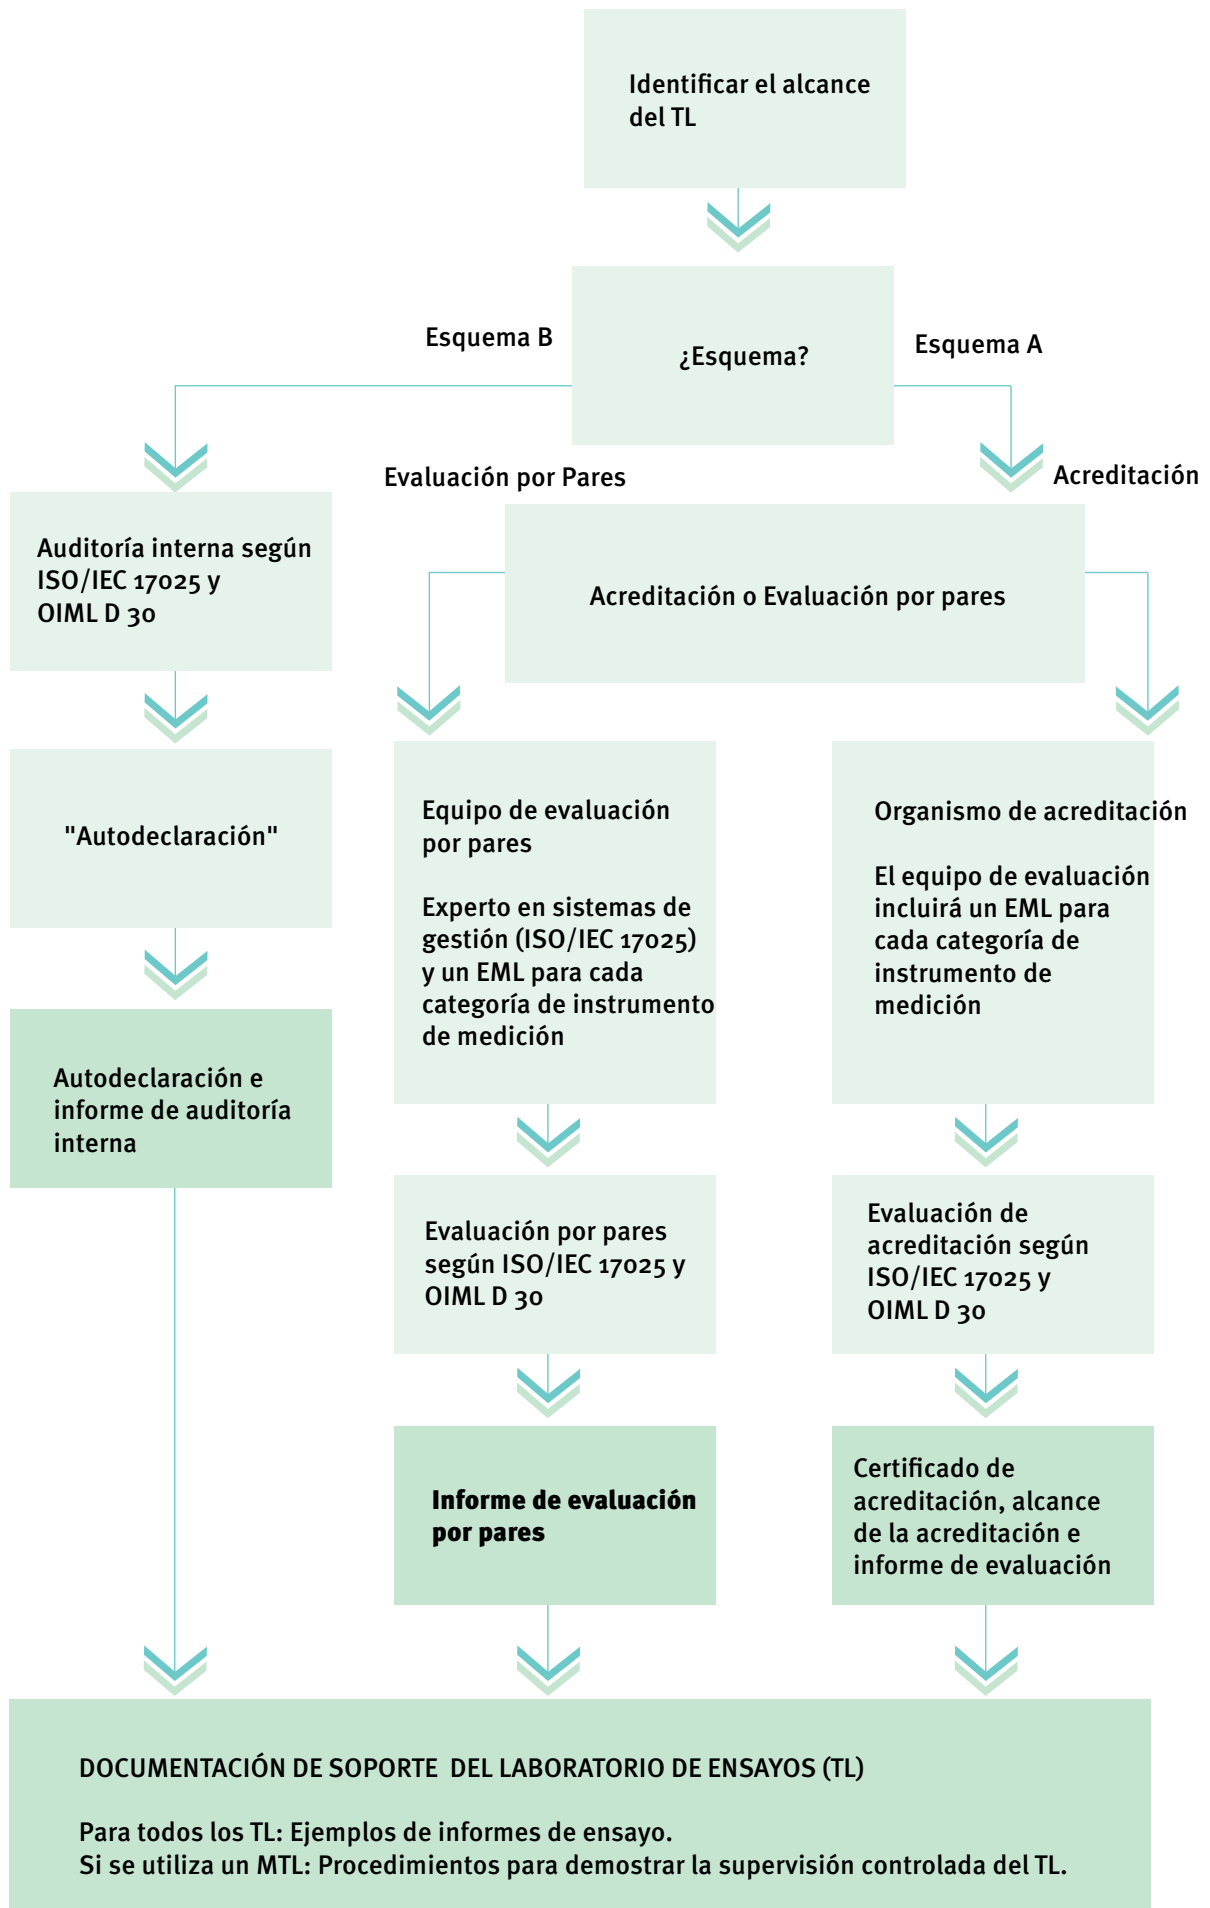 Identificar el alcance
del TL
Esquema B
¿Esquema?
Esquema A
Evaluación por Pares
Acreditación
Auditoría interna según
ISO/IEC 17025 y
OIML D 30
Acreditación o Evaluación por pares
"Autodeclaración"
Equipo de evaluación
por pares
Experto en sistemas de
gestión (ISO/IEC 17025)
y un EML para cada
categoría de instrumento
de medición
Organismo de acreditación
El equipo de evaluación
incluirá un EML para
cada categoría de
instrumento de
medición
Autodeclaración e
informe de auditoría
interna
Evaluación por pares
según ISO/IEC 17025 y
OIML D 30
Evaluación de
acreditación según
ISO/IEC 17025 y
OIML D 30
Informe de evaluación
por pares
Certificado de
acreditación, alcance
de la acreditación e
informe de evaluación
DOCUMENTACIÓN DE SOPORTE DEL LABORATORIO DE ENSAYOS (TL)
Para todos los TL: Ejemplos de informes de ensayo.
Si se utiliza un MTL: Procedimientos para demostrar la supervisión controlada del TL.